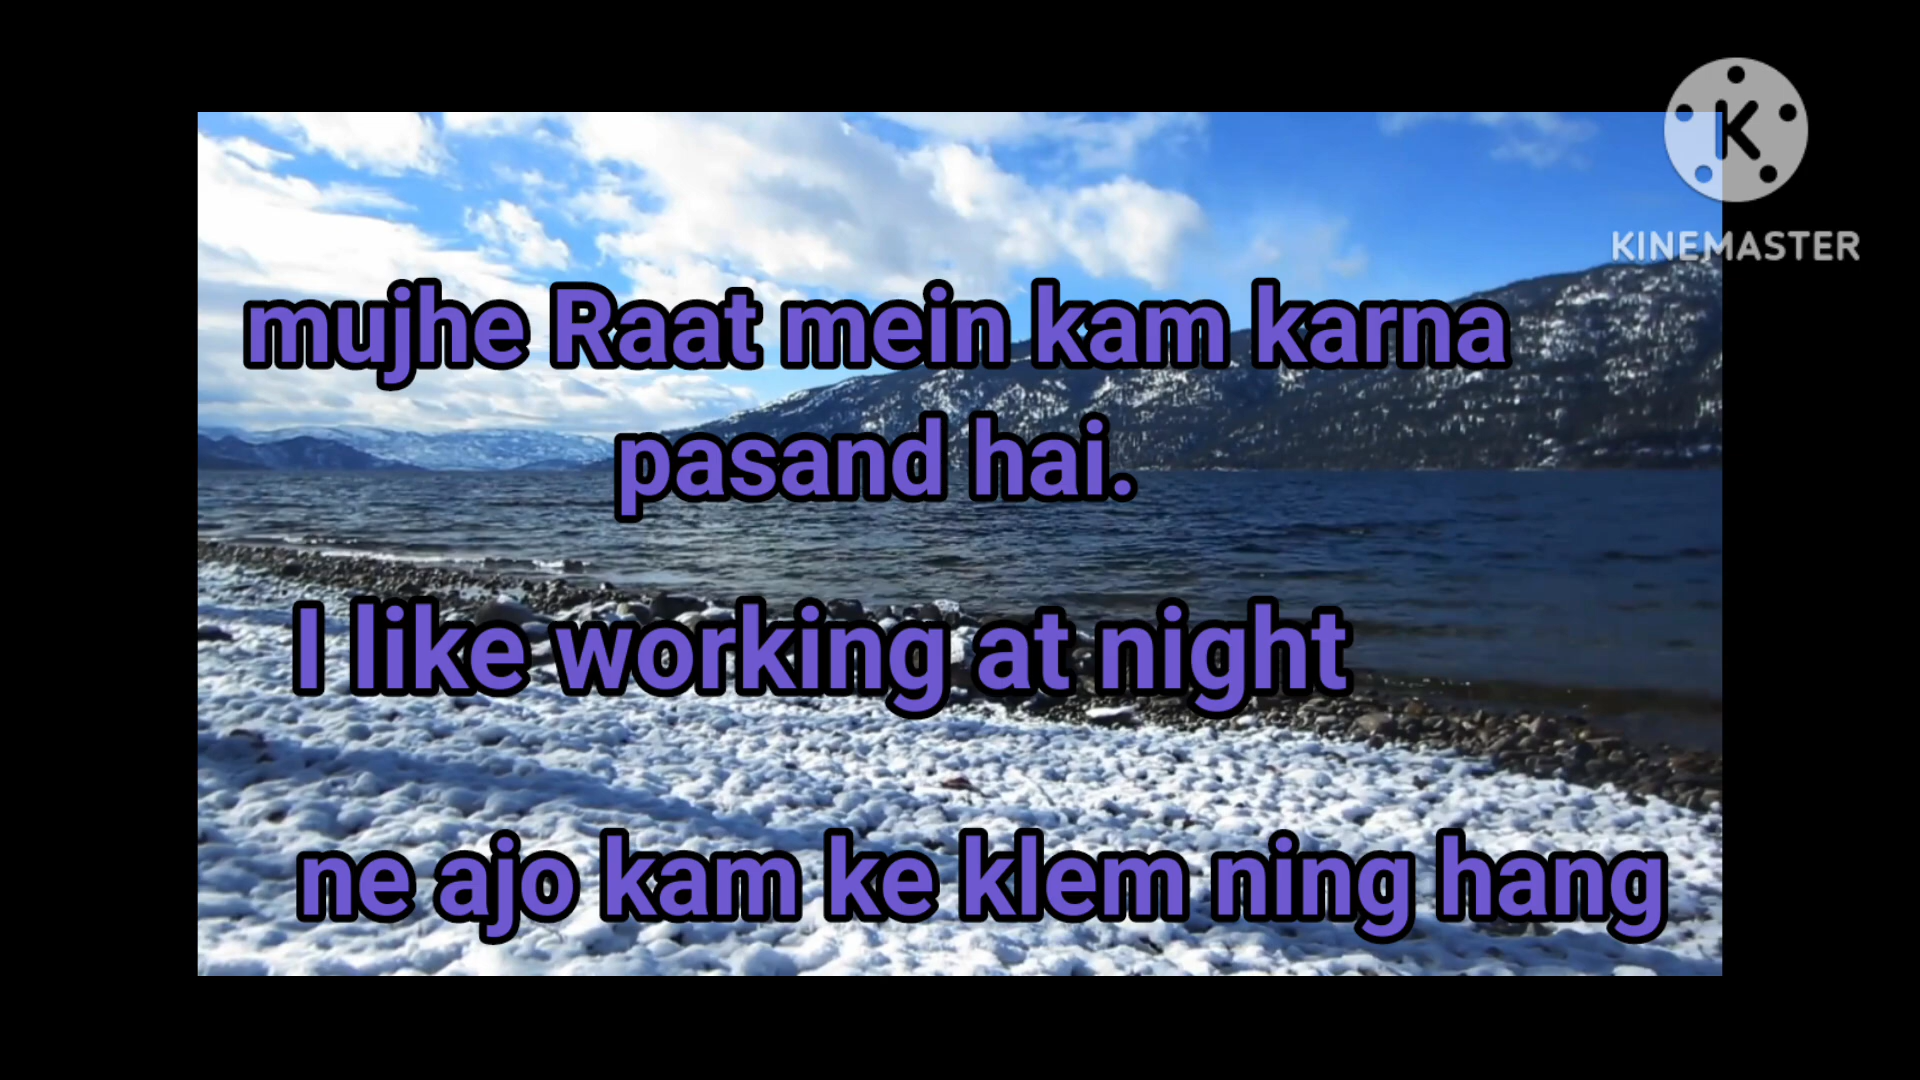 K
KINEMASTER
mujhe Raat mein kam karna
pasand hai.
I like working at night
ne ajo kam ke klem ning hang